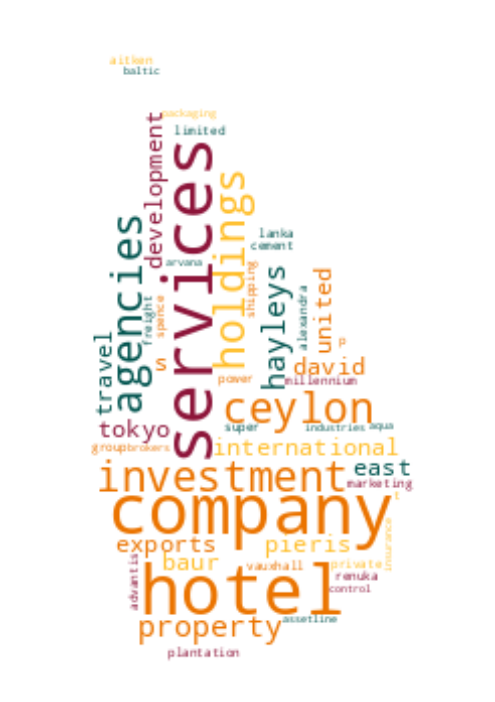 aitken
baltic
packaging
limited
development
services
holdings
agencies
lanka
cement
arvana
shipping
hayleys
alexandra
united
freight
spence
travel
s
p
david
power
millennium
ceylon
tokyo
super
industries
aqua
group
brokers
international
investment
east
marketing
t
company
insurance
exports
pieris
baur
vauxhall
private
renuka
advantis
hotel
control
property
assetline
plantation